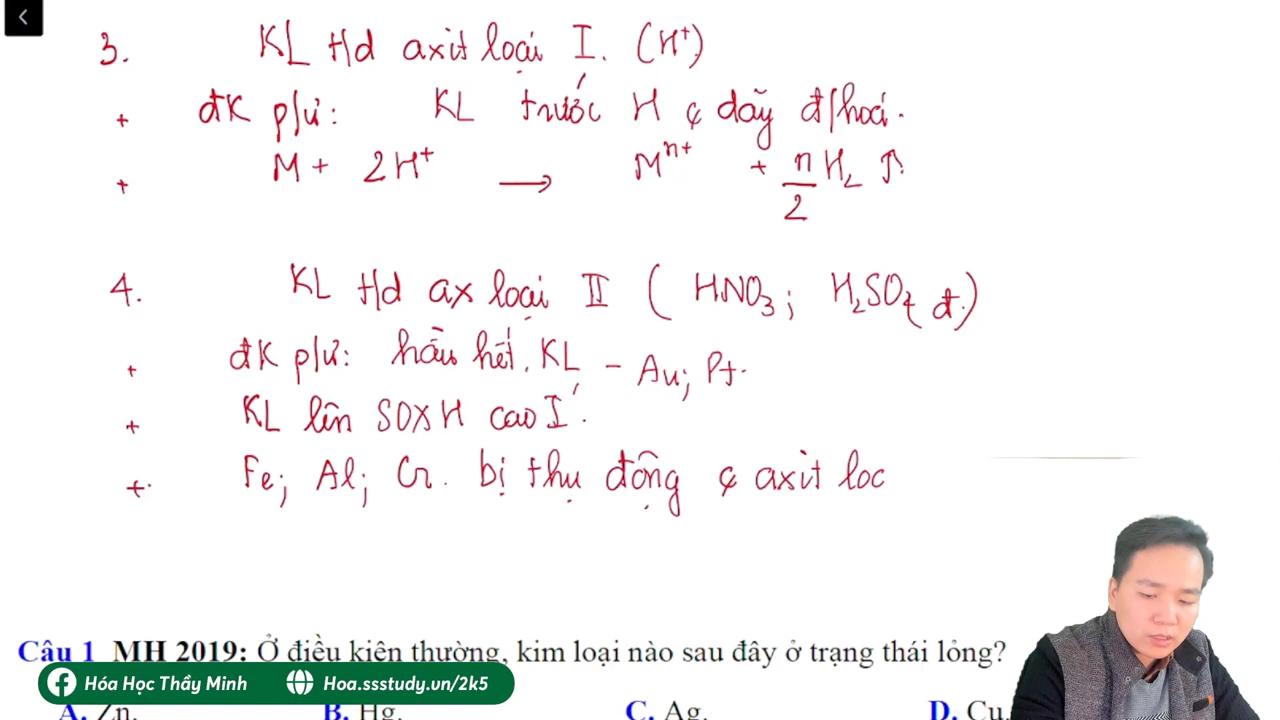 3. KL t/d axit loại I. (H⁺)
+ đK p/ư: KL trước H ¢ dãy đ/hoá.
+ M + 2H⁺ → Mⁿ⁺ + n/2 H₂ ↑
4. KL t/d ax loại II (HNO₃; H₂SO₄ đ.)
+ đK p/ư: hầu hết KL – Au; Pt.
+ KL lên SOXH cao I.
+ Fe; Al; Cr. bị thụ động ¢ axit loc
Câu 1 MH 2019: Ở điều kiện thường, kim loại nào sau đây ở trạng thái lỏng?
Hóa Học Thầy Minh Hoa.ssstudy.vn/2k5
A. Zn. B. Hg. C. Ag. D. Cu.